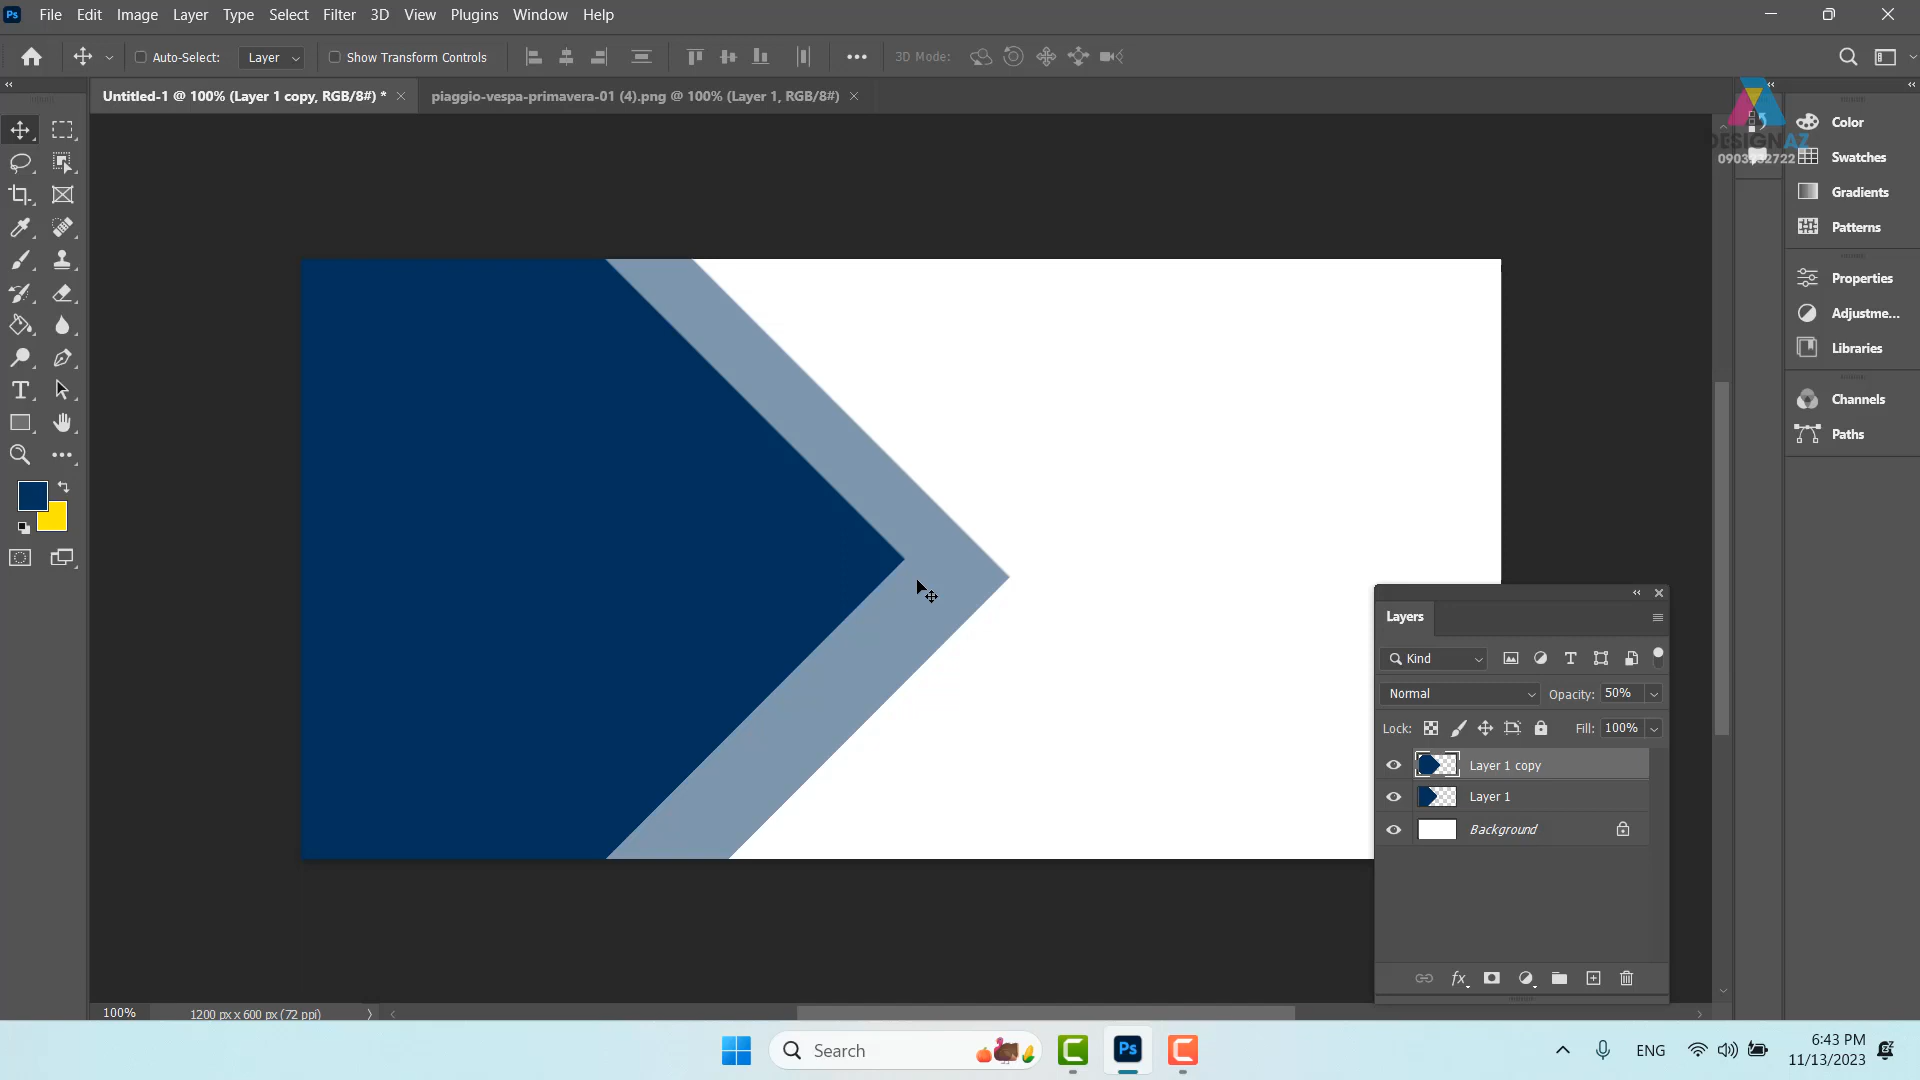 Ps File Edit Image Layer Type Select Filter 3D View Plugins Window Help
Auto-Select: Layer Show Transform Controls 3D Mode:
Untitled-1 @ 100% (Layer 1 copy, RGB/8#) * piaggio-vespa-primavera-01 (4).png @ 100% (Layer 1, RGB/8#)
Color
DESIGNAZ
Swatches
Gradients
Patterns
Properties
Adjustme...
Libraries
Channels
Paths
Layers
Kind
Normal Opacity: 50%
Lock: Fill: 100%
Layer 1 copy
Layer 1
Background
fx
100% 1200 px x 600 px (72 ppi)
Search Ps ENG 6:43 PM
11/13/2023